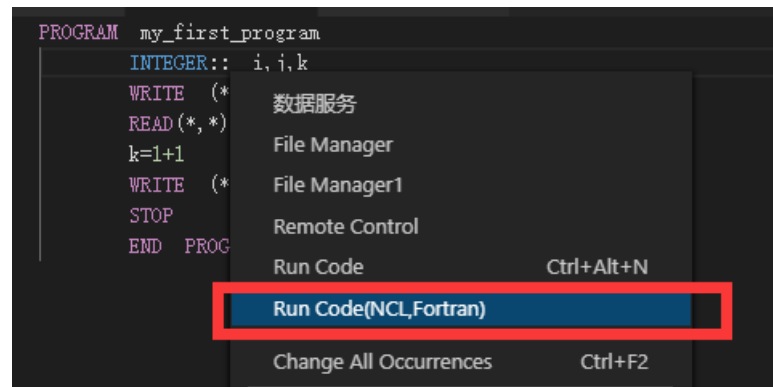 PROGRAM my_first_program
INTEGER:: i,j,k
WRITE (*
READ(*,*)
k=1+1
WRITE (*
STOP
END PROG
数据服务
File Manager
File Manager1
Remote Control
Run Code Ctrl+Alt+N
Run Code(NCL,Fortran)
Change All Occurrences Ctrl+F2